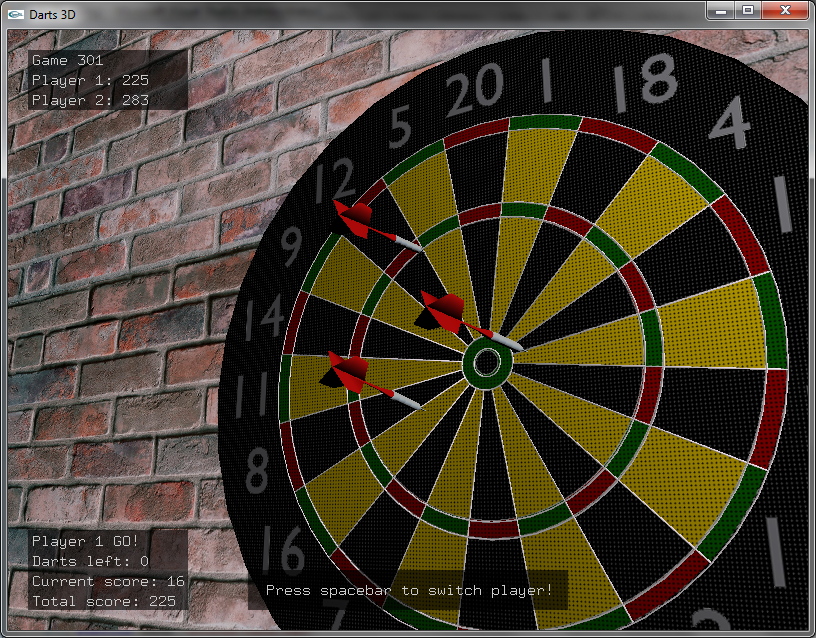 Darts 3D
Game 301
Player 1: 225
Player 2: 283
20
1
18
5
4
12
9
14
11
8
16
Player 1 GO!
Darts left: 0
Current score: 16
Total score: 225
Press spacebar to switch player!